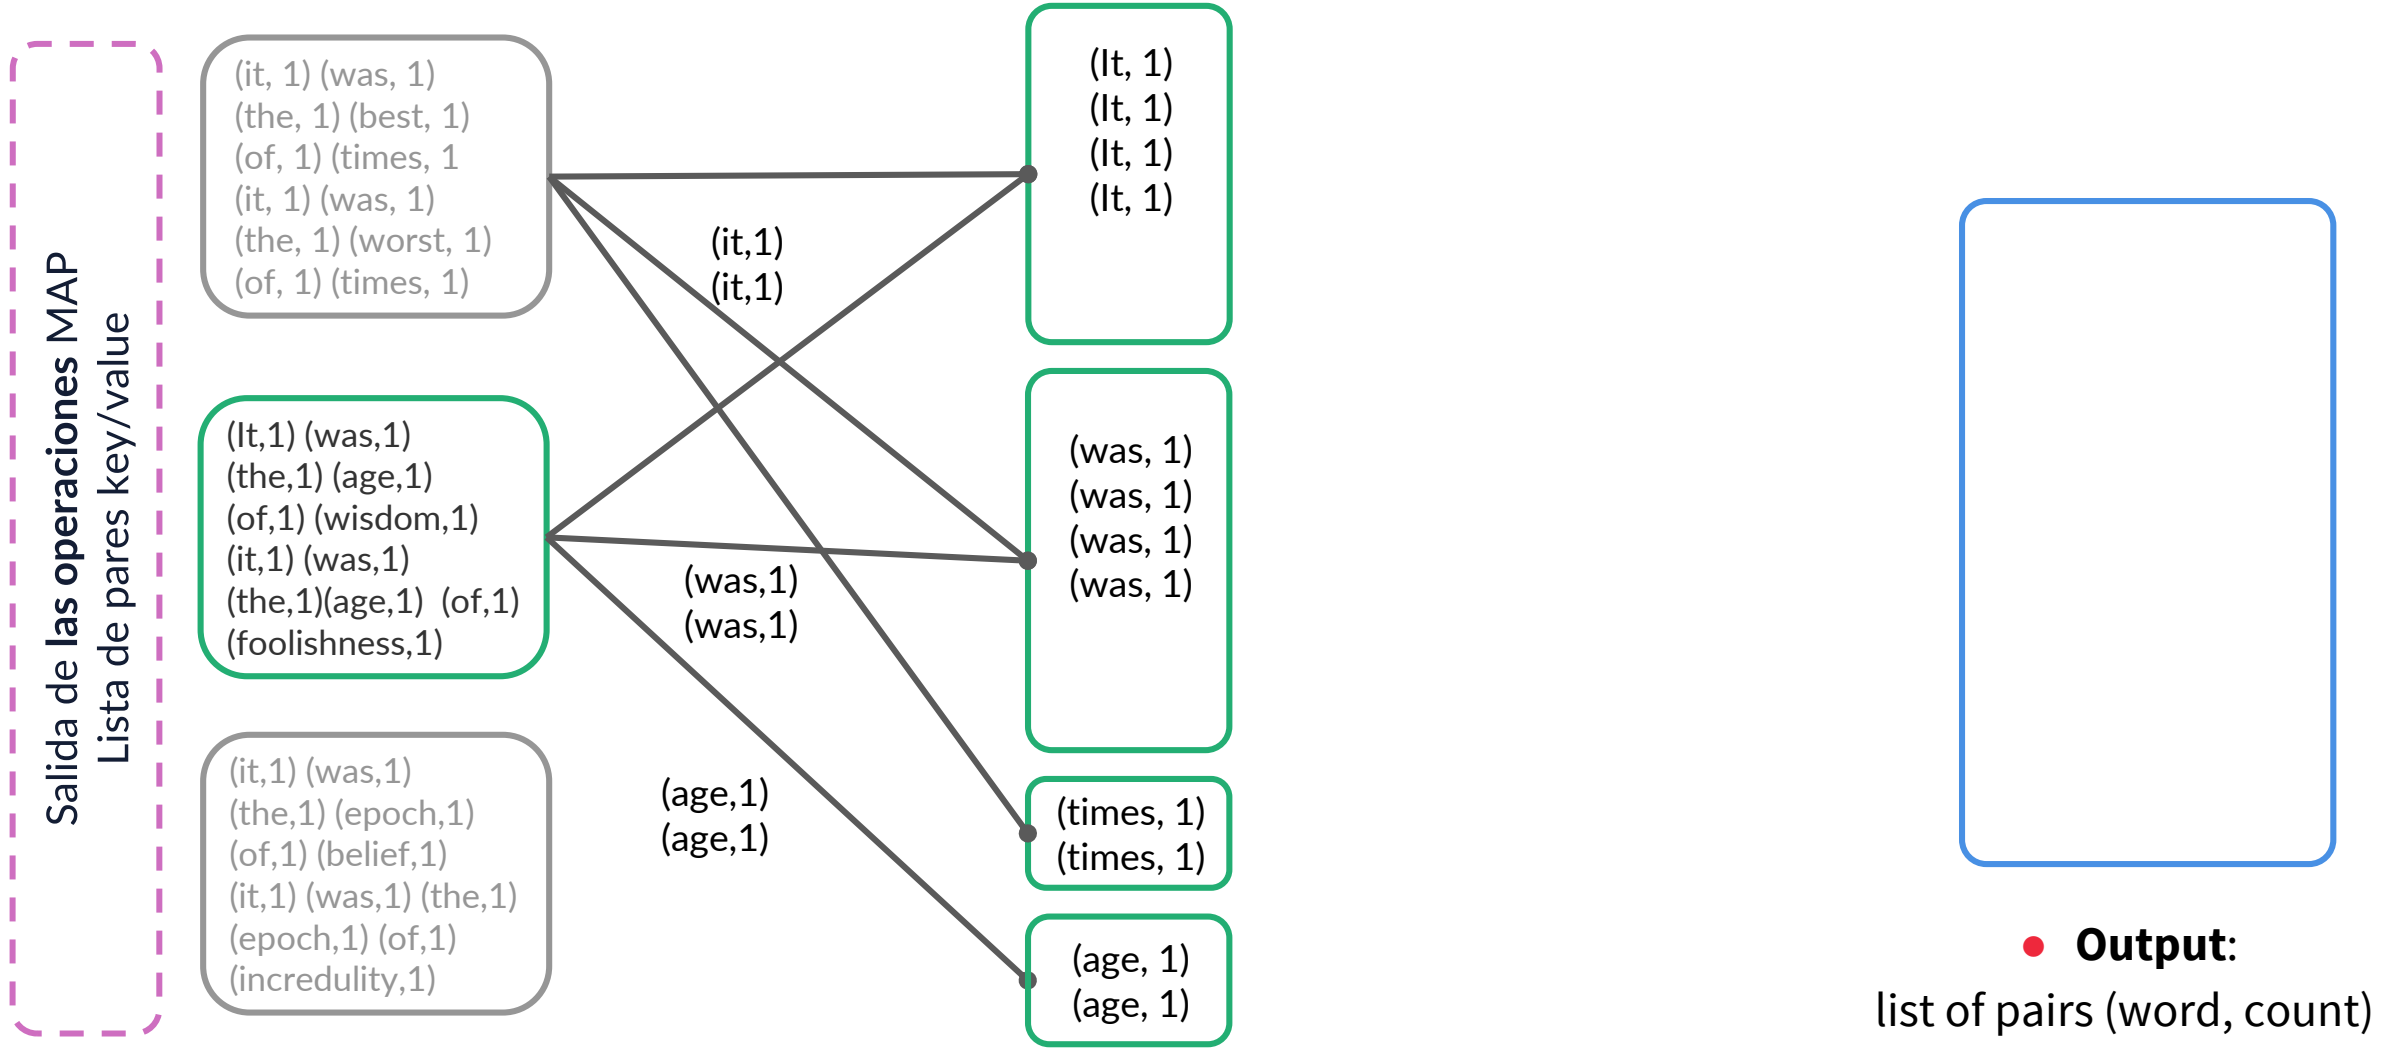 Salida de las operaciones MAP
Lista de pares key/value
(it, 1) (was, 1)
(the, 1) (best, 1)
(of, 1) (times, 1
(it, 1) (was, 1)
(the, 1) (worst, 1)
(of, 1) (times, 1)
(It,1) (was,1)
(the,1) (age,1)
(of,1) (wisdom,1)
(it,1) (was,1)
(the,1)(age,1) (of,1)
(foolishness,1)
(it,1) (was,1)
(the,1) (epoch,1)
(of,1) (belief,1)
(it,1) (was,1) (the,1)
(epoch,1) (of,1)
(incredulity,1)
(it,1)
(it,1)
(was,1)
(was,1)
(age,1)
(age,1)
(It, 1)
(It, 1)
(It, 1)
(It, 1)
(was, 1)
(was, 1)
(was, 1)
(was, 1)
(times, 1)
(times, 1)
(age, 1)
(age, 1)
● Output:
list of pairs (word, count)